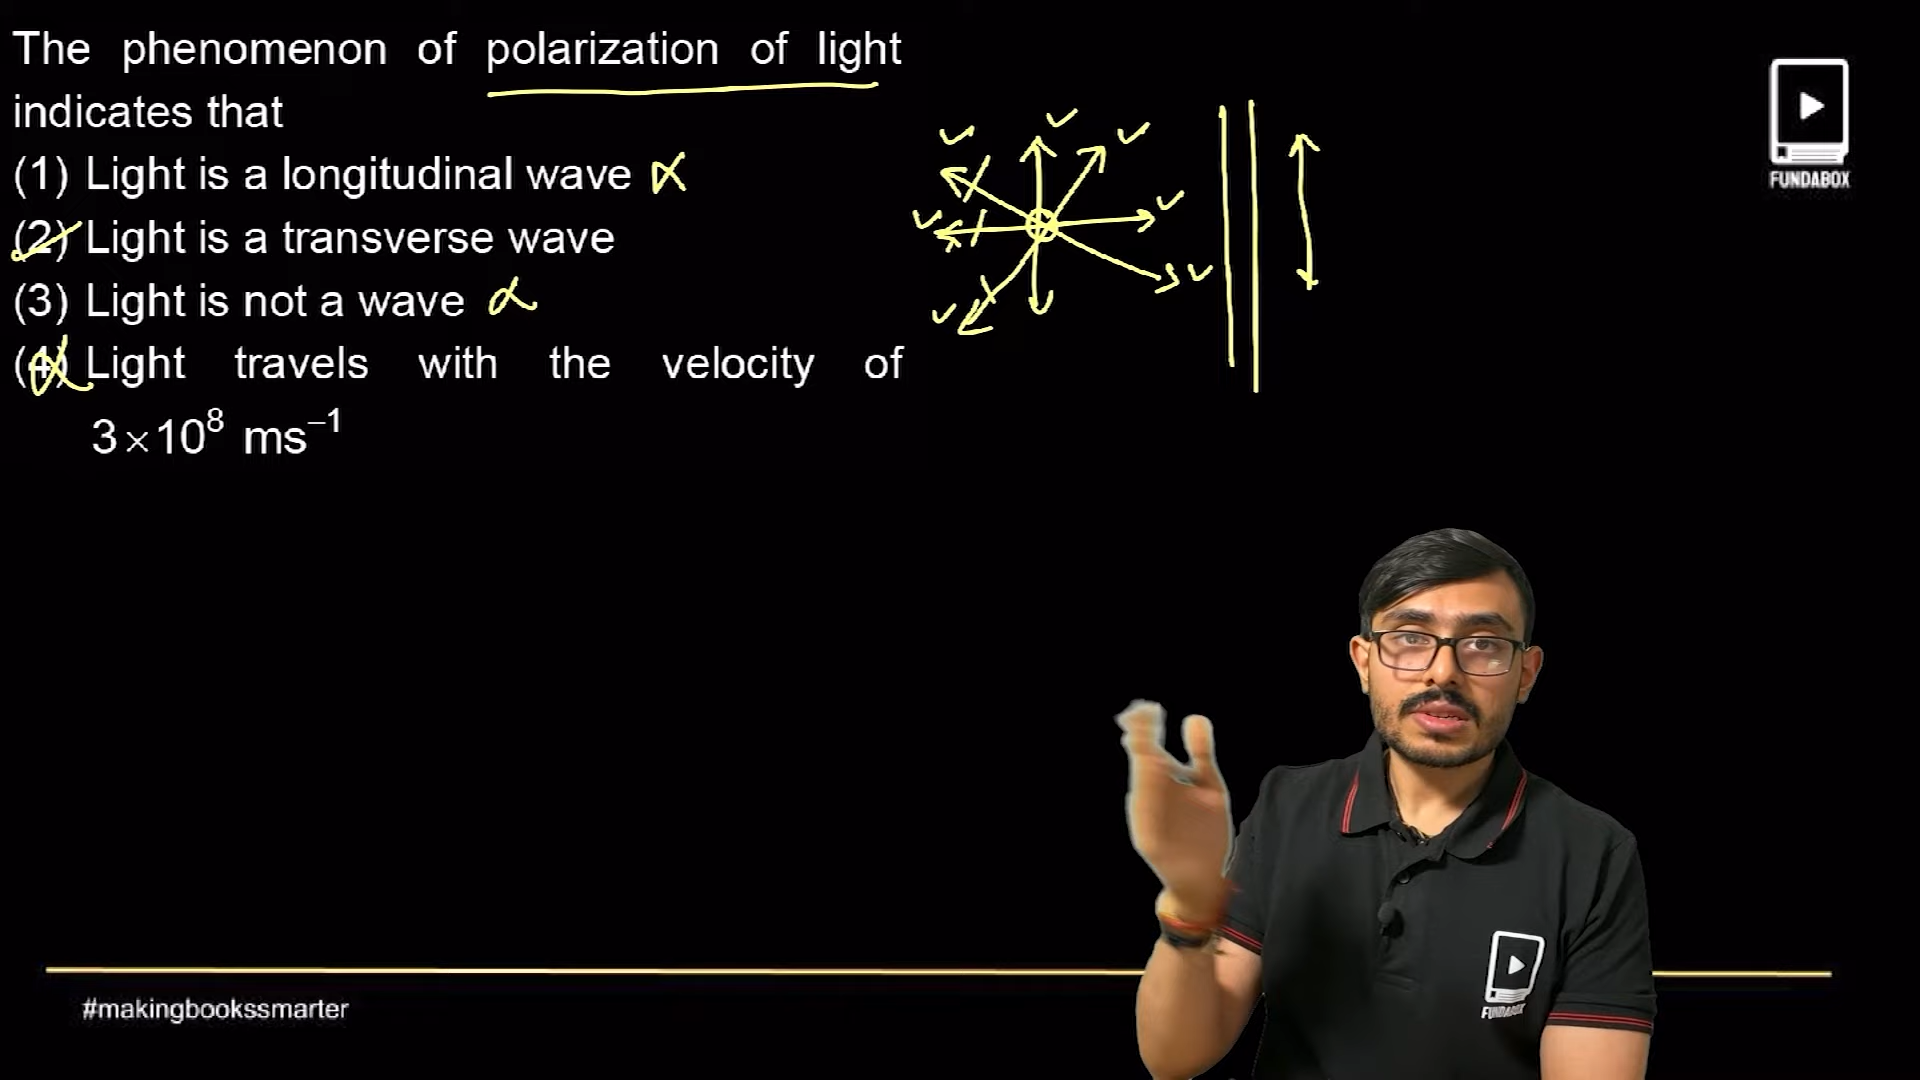 The phenomenon of polarization of light
indicates that
(1) Light is a longitudinal wave
(2) Light is a transverse wave
(3) Light is not a wave
(4) Light travels with the velocity of
3×10⁸ ms⁻¹
FUNDABOX
FUNDABOX
#makingbookssmarter